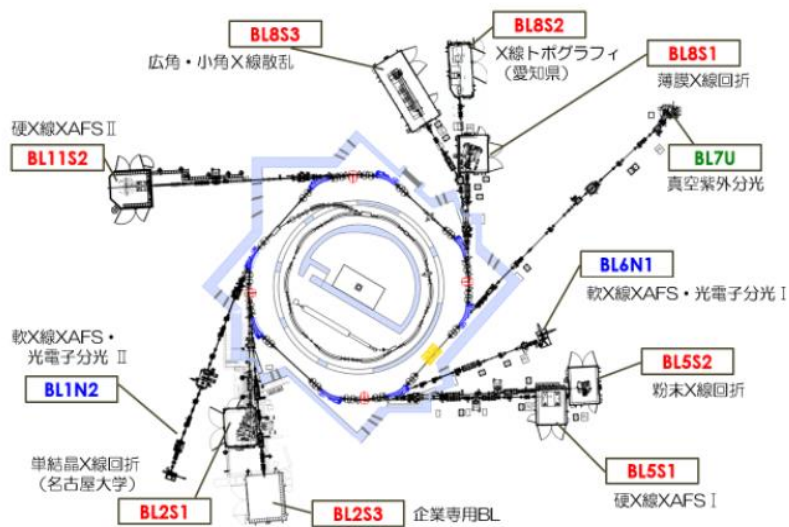 BL8S3
広角・小角X線散乱
BL8S2
X線トポグラフィ
（愛知県）
BL8S1
薄膜X線回折
硬X線XAFSⅡ
BL11S2
BL7U
真空紫外分光
BL6N1
軟X線XAFS・光電子分光Ⅰ
軟X線XAFS・
光電子分光 Ⅱ
BL1N2
BL5S2
粉末X線回折
単結晶X線回折
（名古屋大学）
BL2S1
BL2S3
企業専用BL
BL5S1
硬X線XAFSⅠ